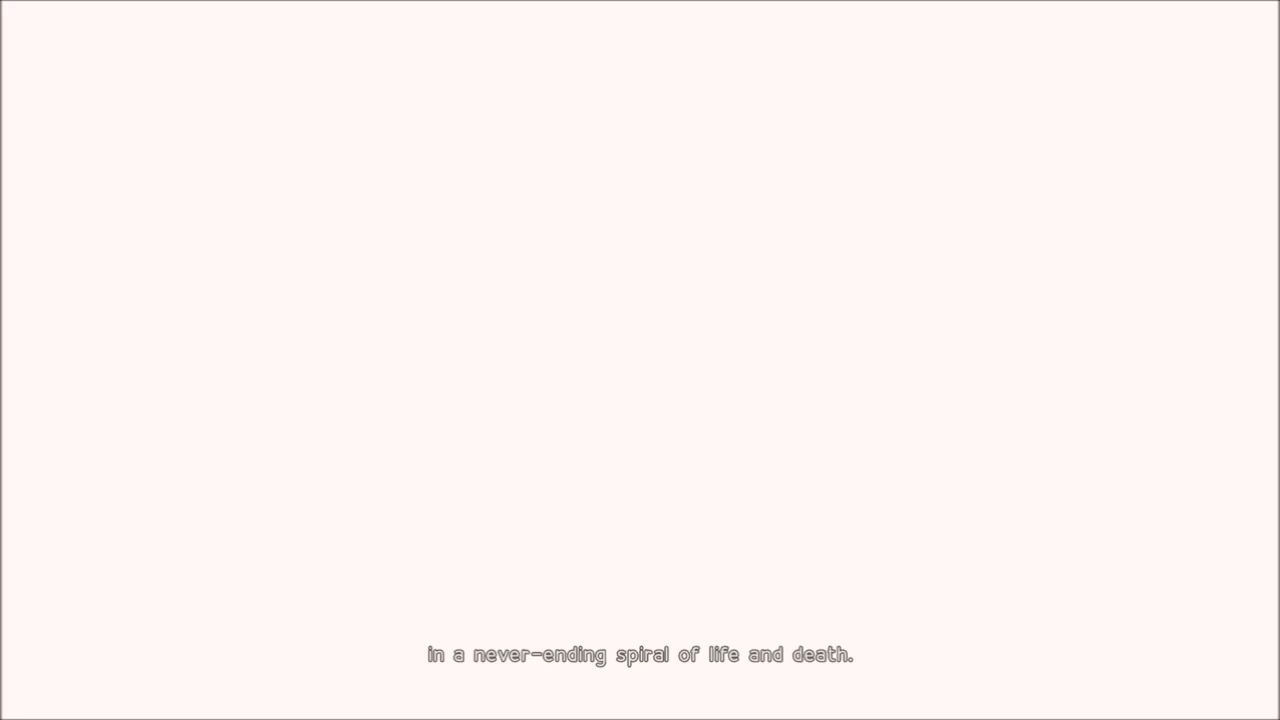 in a never-ending spiral of life and death.